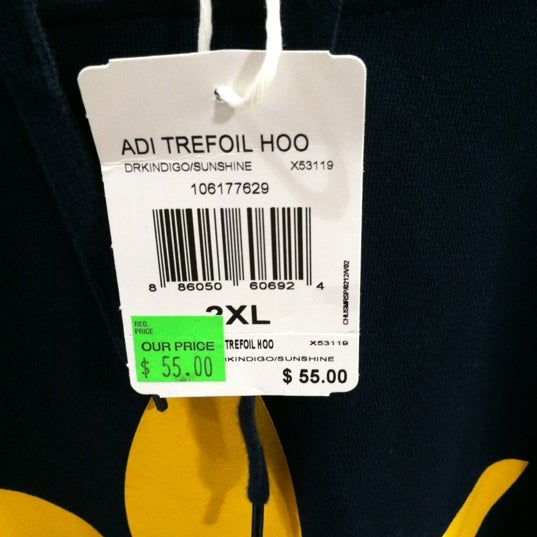 ADI TREFOIL HOO
DRKINDIGO/SUNSHINE X53119
106177629
8 86050 60692 4
2XL
REG.
PRICE
OUR PRICE
$ 55.00
TREFOIL HOO X53119
RKINDIGO/SUNSHINE
$ 55.00